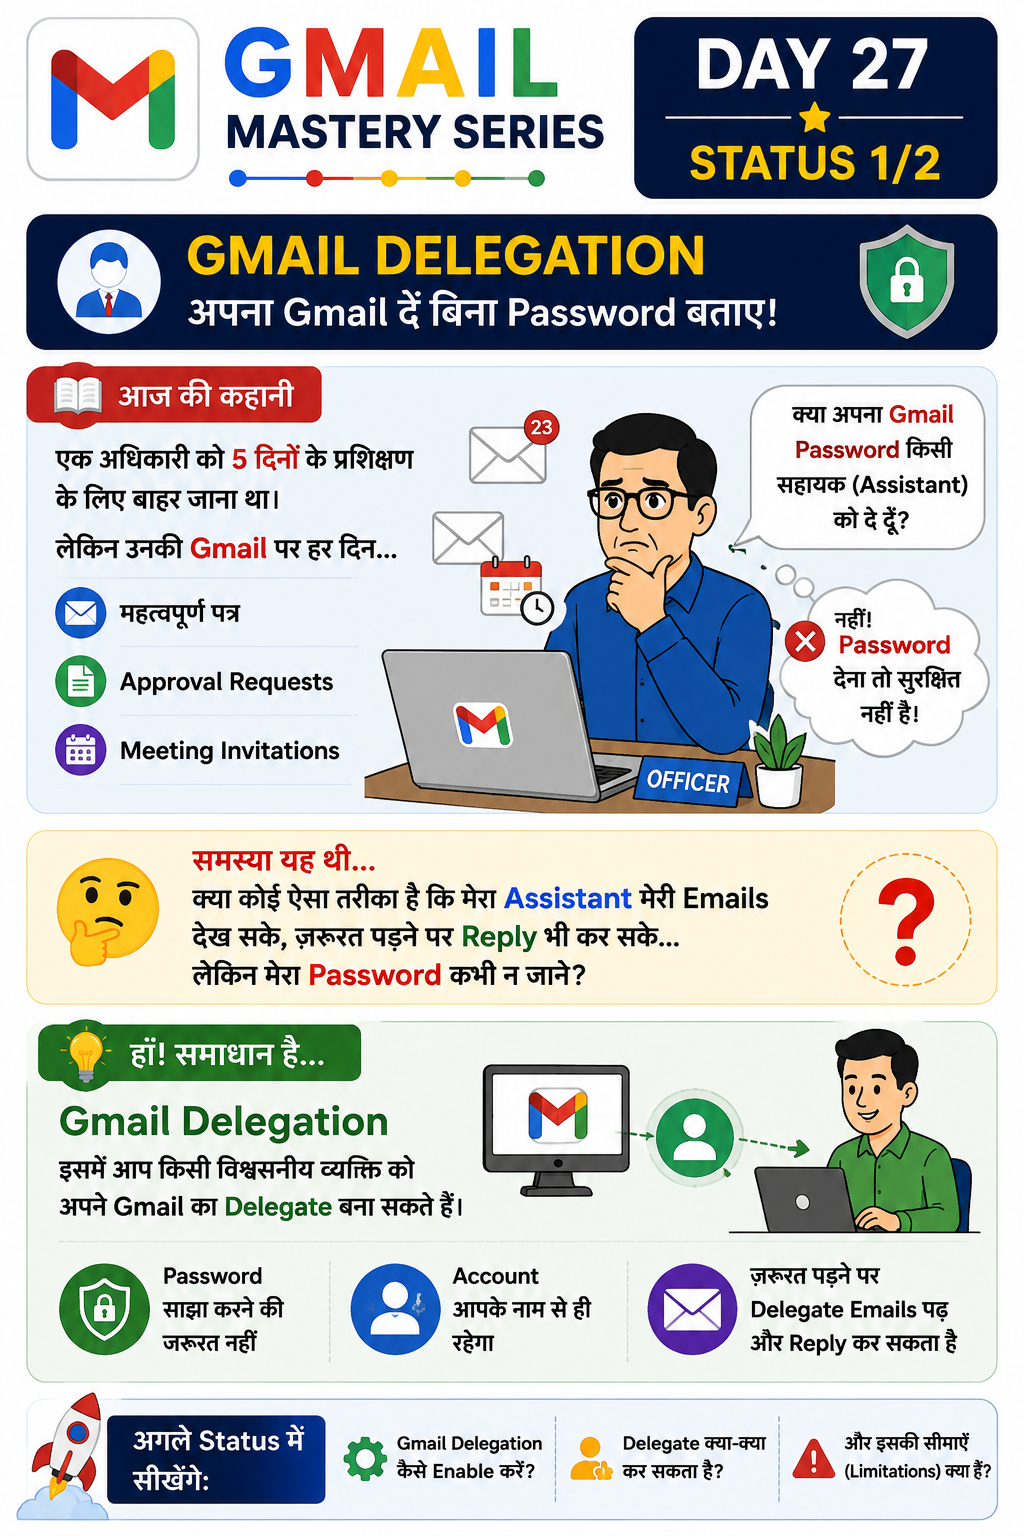 GMAIL
MASTERY SERIES
DAY 27
STATUS 1/2
GMAIL DELEGATION
अपना Gmail दें बिना Password बताए!
आज की कहानी
एक अधिकारी को 5 दिनों के प्रशिक्षण
के लिए बाहर जाना था।
लेकिन उनकी Gmail पर हर दिन...
महत्वपूर्ण पत्र
Approval Requests
Meeting Invitations
23
क्या अपना Gmail
Password किसी
सहायक (Assistant)
को दे दूँ?
नहीं!
Password
देना तो सुरक्षित
नहीं है!
OFFICER
समस्या यह थी...
क्या कोई ऐसा तरीका है कि मेरा Assistant मेरी Emails
देख सके, ज़रूरत पड़ने पर Reply भी कर सके...
लेकिन मेरा Password कभी न जाने?
हाॅं! समाधान है...
Gmail Delegation
इसमें आप किसी विश्वसनीय व्यक्ति को
अपने Gmail का Delegate बना सकते हैं।
Password
साझा करने की
जरूरत नहीं
Account
आपके नाम से ही
रहेगा
ज़रूरत पड़ने पर
Delegate Emails पढ़
और Reply कर सकता है
अगले Status में
सीखेंगे:
Gmail Delegation
कैसे Enable करें?
Delegate क्या-क्या
कर सकता है?
और इसकी सीमाऍं
(Limitations) क्या हैं?